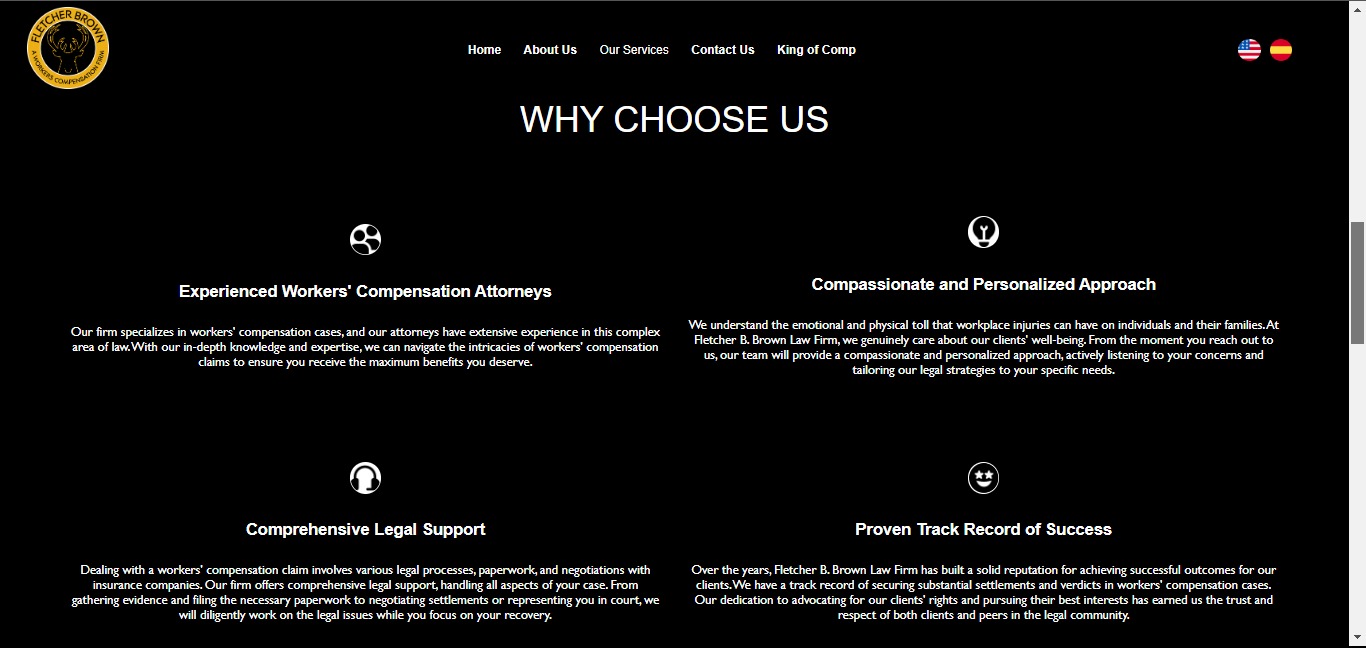 FLETCHER BROWN
A WORKERS COMPENSATION FIRM
Home About Us Our Services Contact Us King of Comp
WHY CHOOSE US
Experienced Workers' Compensation Attorneys
Our firm specializes in workers' compensation cases, and our attorneys have extensive experience in this complex
area of law. With our in-depth knowledge and expertise, we can navigate the intricacies of workers' compensation
claims to ensure you receive the maximum benefits you deserve.
Compassionate and Personalized Approach
We understand the emotional and physical toll that workplace injuries can have on individuals and their families. At
Fletcher B. Brown Law Firm, we genuinely care about our clients' well-being. From the moment you reach out to
us, our team will provide a compassionate and personalized approach, actively listening to your concerns and
tailoring our legal strategies to your specific needs.
Comprehensive Legal Support
Dealing with a workers' compensation claim involves various legal processes, paperwork, and negotiations with
insurance companies. Our firm offers comprehensive legal support, handling all aspects of your case. From
gathering evidence and filing the necessary paperwork to negotiating settlements or representing you in court, we
will diligently work on the legal issues while you focus on your recovery.
Proven Track Record of Success
Over the years, Fletcher B. Brown Law Firm has built a solid reputation for achieving successful outcomes for our
clients. We have a track record of securing substantial settlements and verdicts in workers' compensation cases.
Our dedication to advocating for our clients' rights and pursuing their best interests has earned us the trust and
respect of both clients and peers in the legal community.